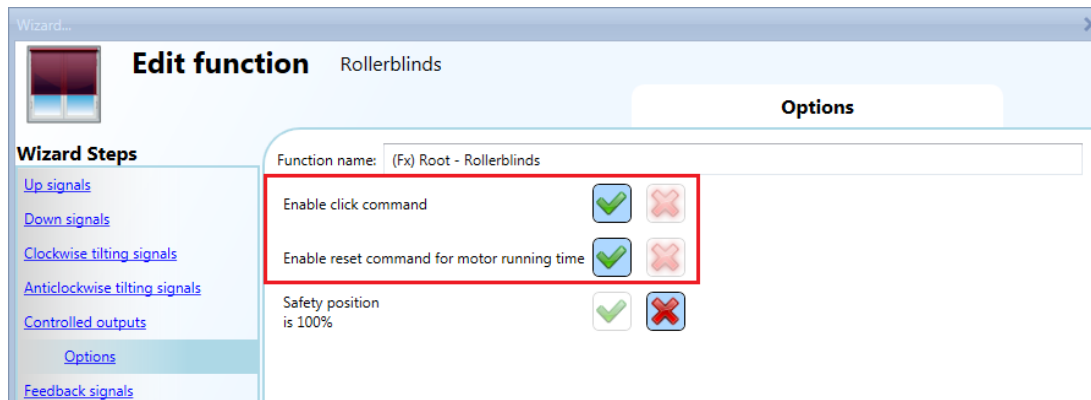 Wizard...
Edit function Rollerblinds
Options
Wizard Steps
Function name: (Fx) Root - Rollerblinds
Up signals
Enable click command
Down signals
Clockwise tilting signals
Enable reset command for motor running time
Anticlockwise tilting signals
Safety position
is 100%
Controlled outputs
Options
Feedback signals